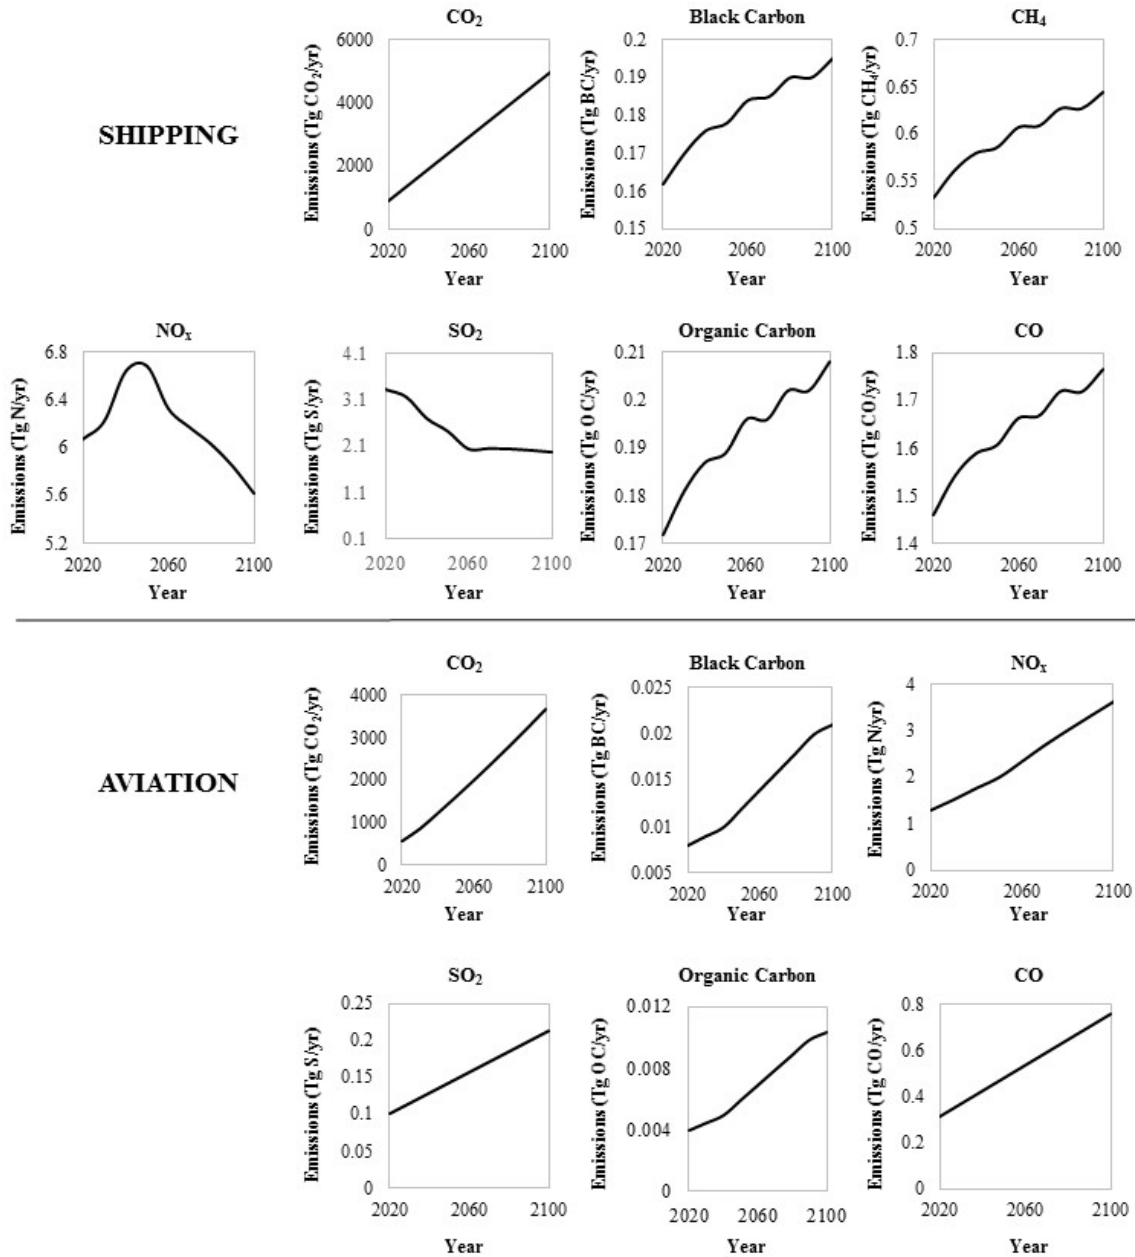 SHIPPING
CO₂
Emissions (Tg CO₂/yr)
6000
4000
2000
0
2020 2060 2100
Year
Black Carbon
Emissions (Tg BC/yr)
0.2
0.19
0.18
0.17
0.16
0.15
2020 2060 2100
Year
CH₄
Emissions (Tg CH₄/yr)
0.7
0.65
0.6
0.55
0.5
2020 2060 2100
Year
NOₓ
Emissions (Tg N/yr)
6.8
6.4
6
5.6
5.2
2020 2060 2100
Year
SO₂
Emissions (Tg S/yr)
4.1
3.1
2.1
1.1
0.1
2020 2060 2100
Year
Organic Carbon
Emissions (Tg OC/yr)
0.21
0.2
0.19
0.18
0.17
2020 2060 2100
Year
CO
Emissions (Tg CO/yr)
1.8
1.7
1.6
1.5
1.4
2020 2060 2100
Year
AVIATION
CO₂
Emissions (Tg CO₂/yr)
4000
3000
2000
1000
0
2020 2060 2100
Year
Black Carbon
Emissions (Tg BC/yr)
0.025
0.02
0.015
0.01
0.005
2020 2060 2100
Year
NOₓ
Emissions (Tg N/yr)
4
3
2
1
0
2020 2060 2100
Year
SO₂
Emissions (Tg S/yr)
0.25
0.2
0.15
0.1
0.05
0
2020 2060 2100
Year
Organic Carbon
Emissions (Tg OC/yr)
0.012
0.008
0.004
0
2020 2060 2100
Year
CO
Emissions (Tg CO/yr)
0.8
0.6
0.4
0.2
0
2020 2060 2100
Year